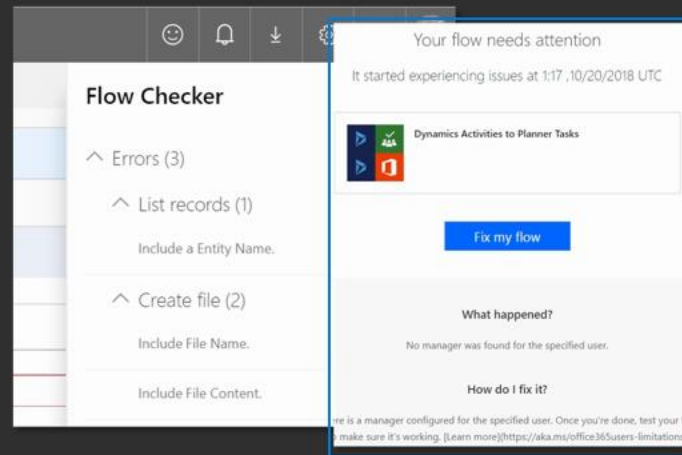 Flow Checker
Errors (3)
List records (1)
Include a Entity Name.
Create file (2)
Include File Name.
Include File Content.
Your flow needs attention
It started experiencing issues at 1:17 ,10/20/2018 UTC
Dynamics Activities to Planner Tasks
Fix my flow
What happened?
No manager was found for the specified user.
How do I fix it?
re is a manager configured for the specified user. Once you're done, test your
make sure it's working. [Learn more](https://aka.ms/office365users-limitations